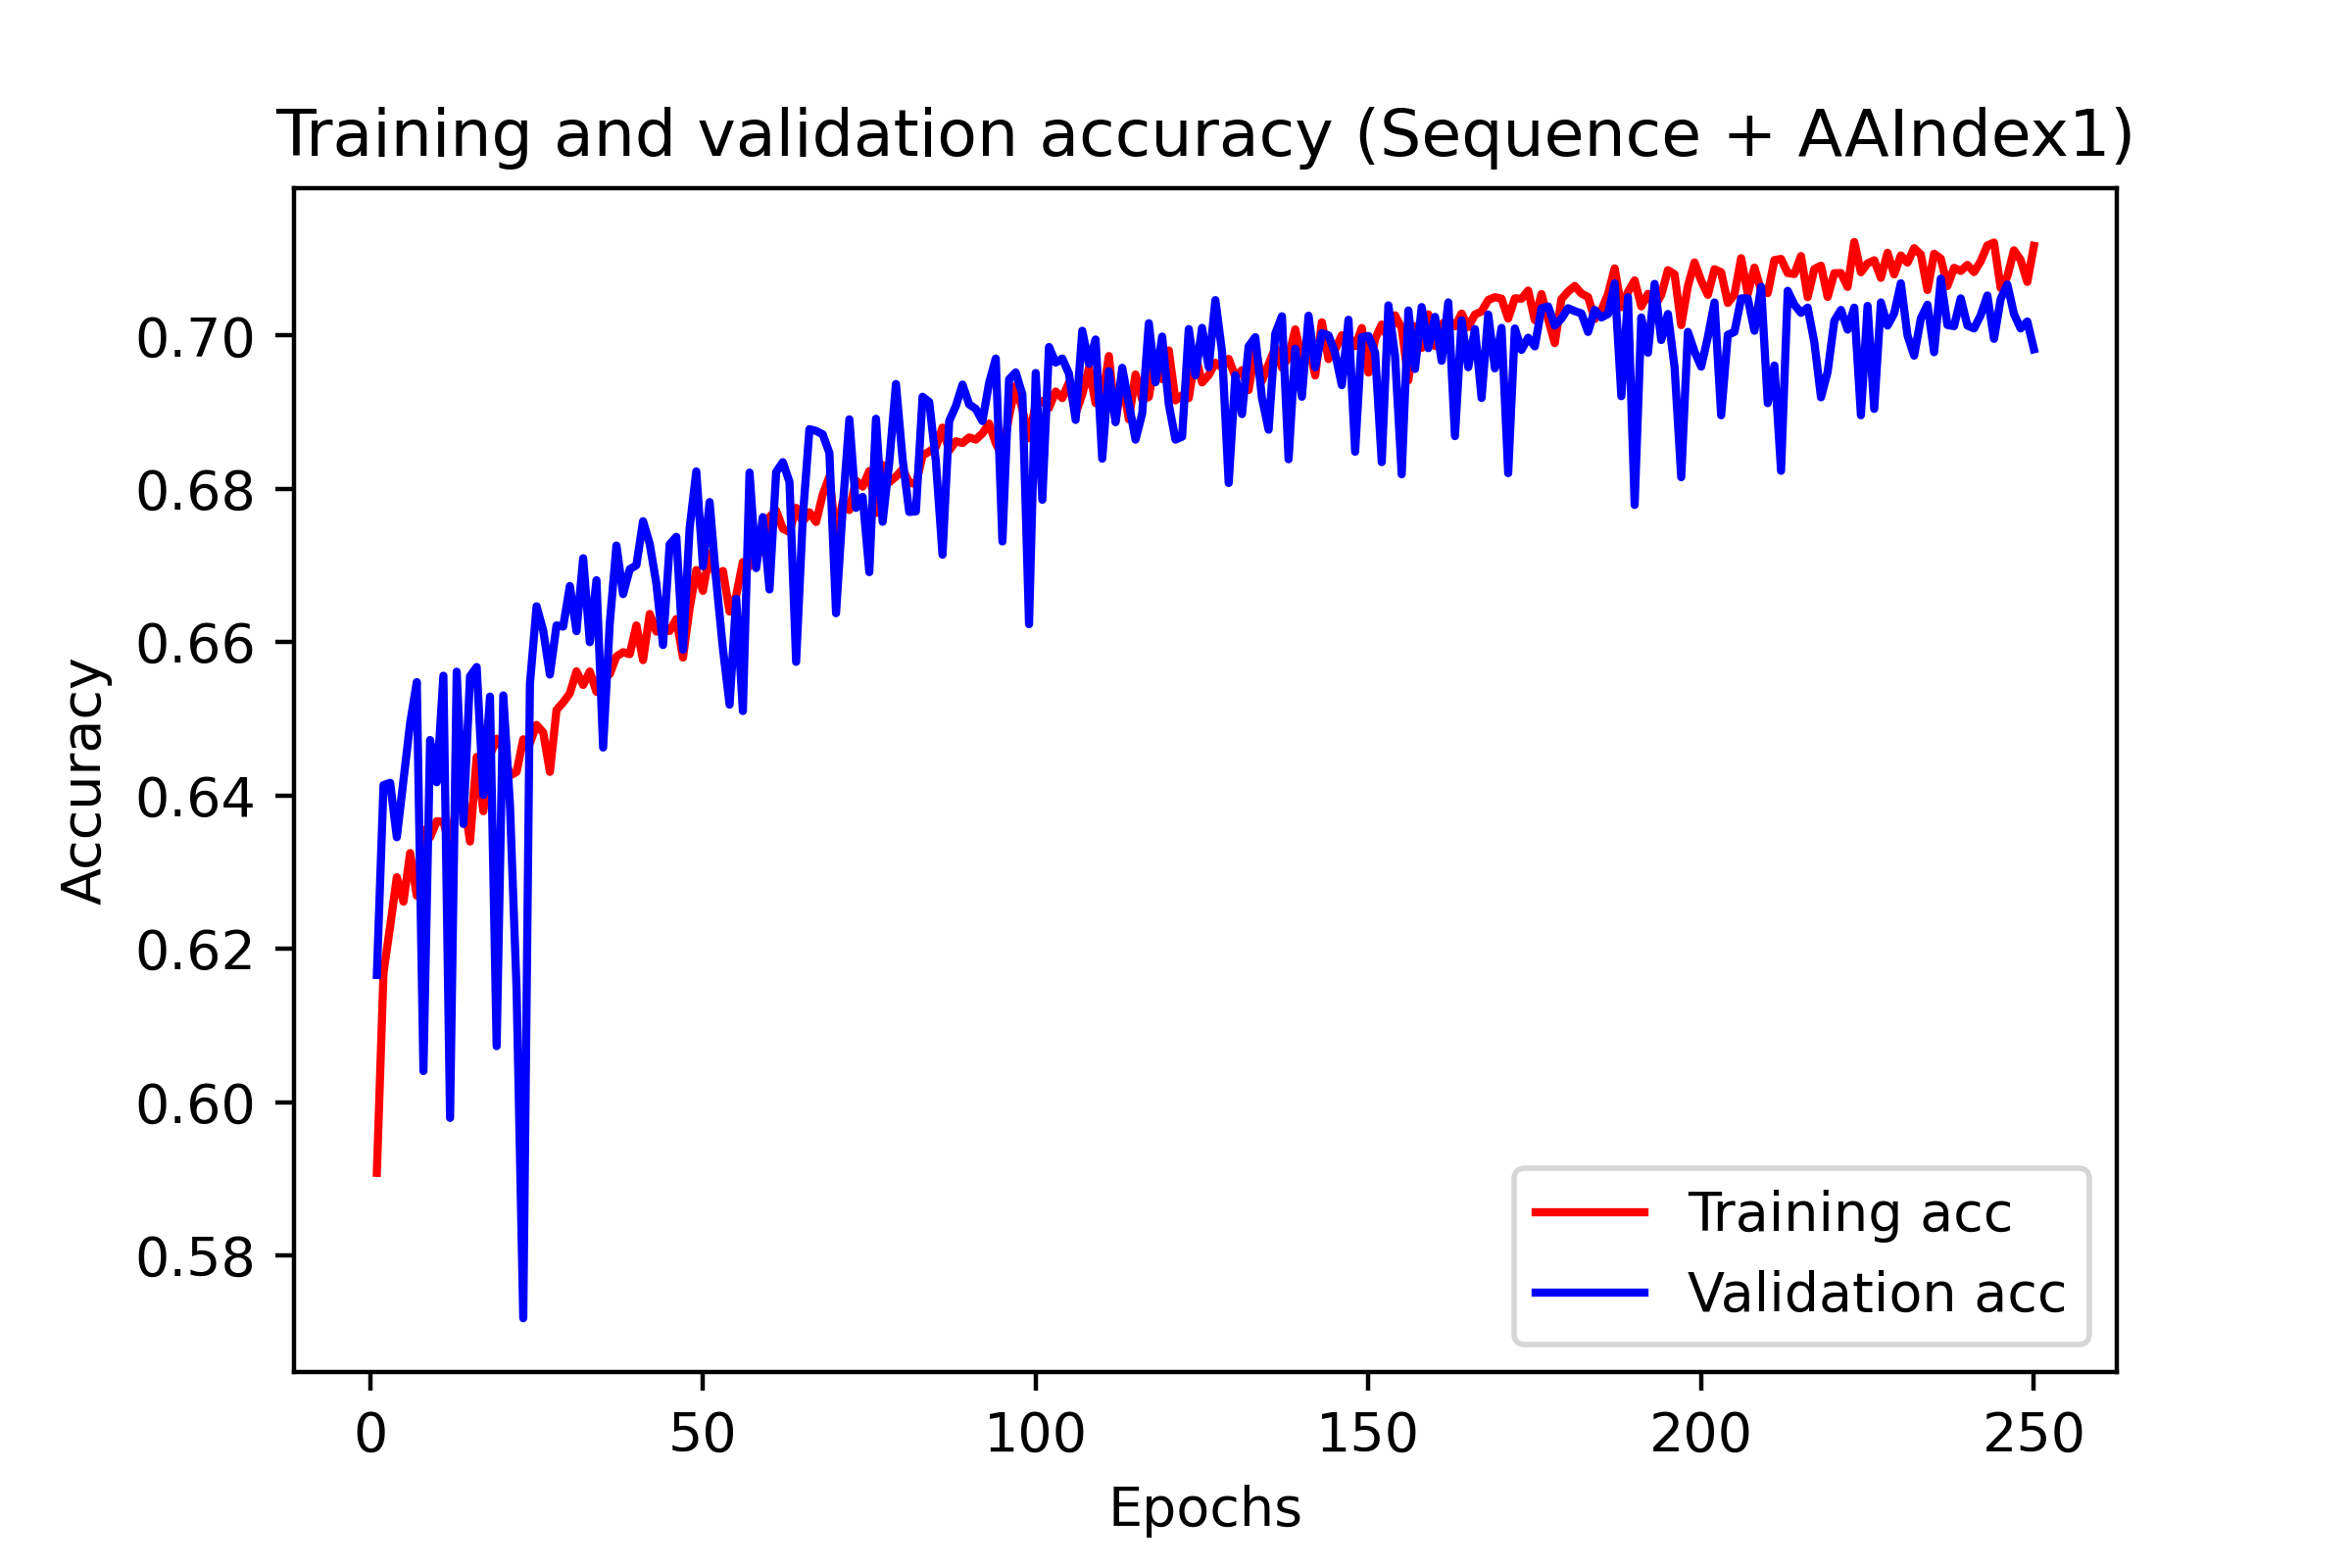 Training and validation accuracy (Sequence + AAIndex1)
Accuracy
0.70
0.68
0.66
0.64
0.62
0.60
0.58
Training acc
Validation acc
0 50 100 150 200 250
Epochs